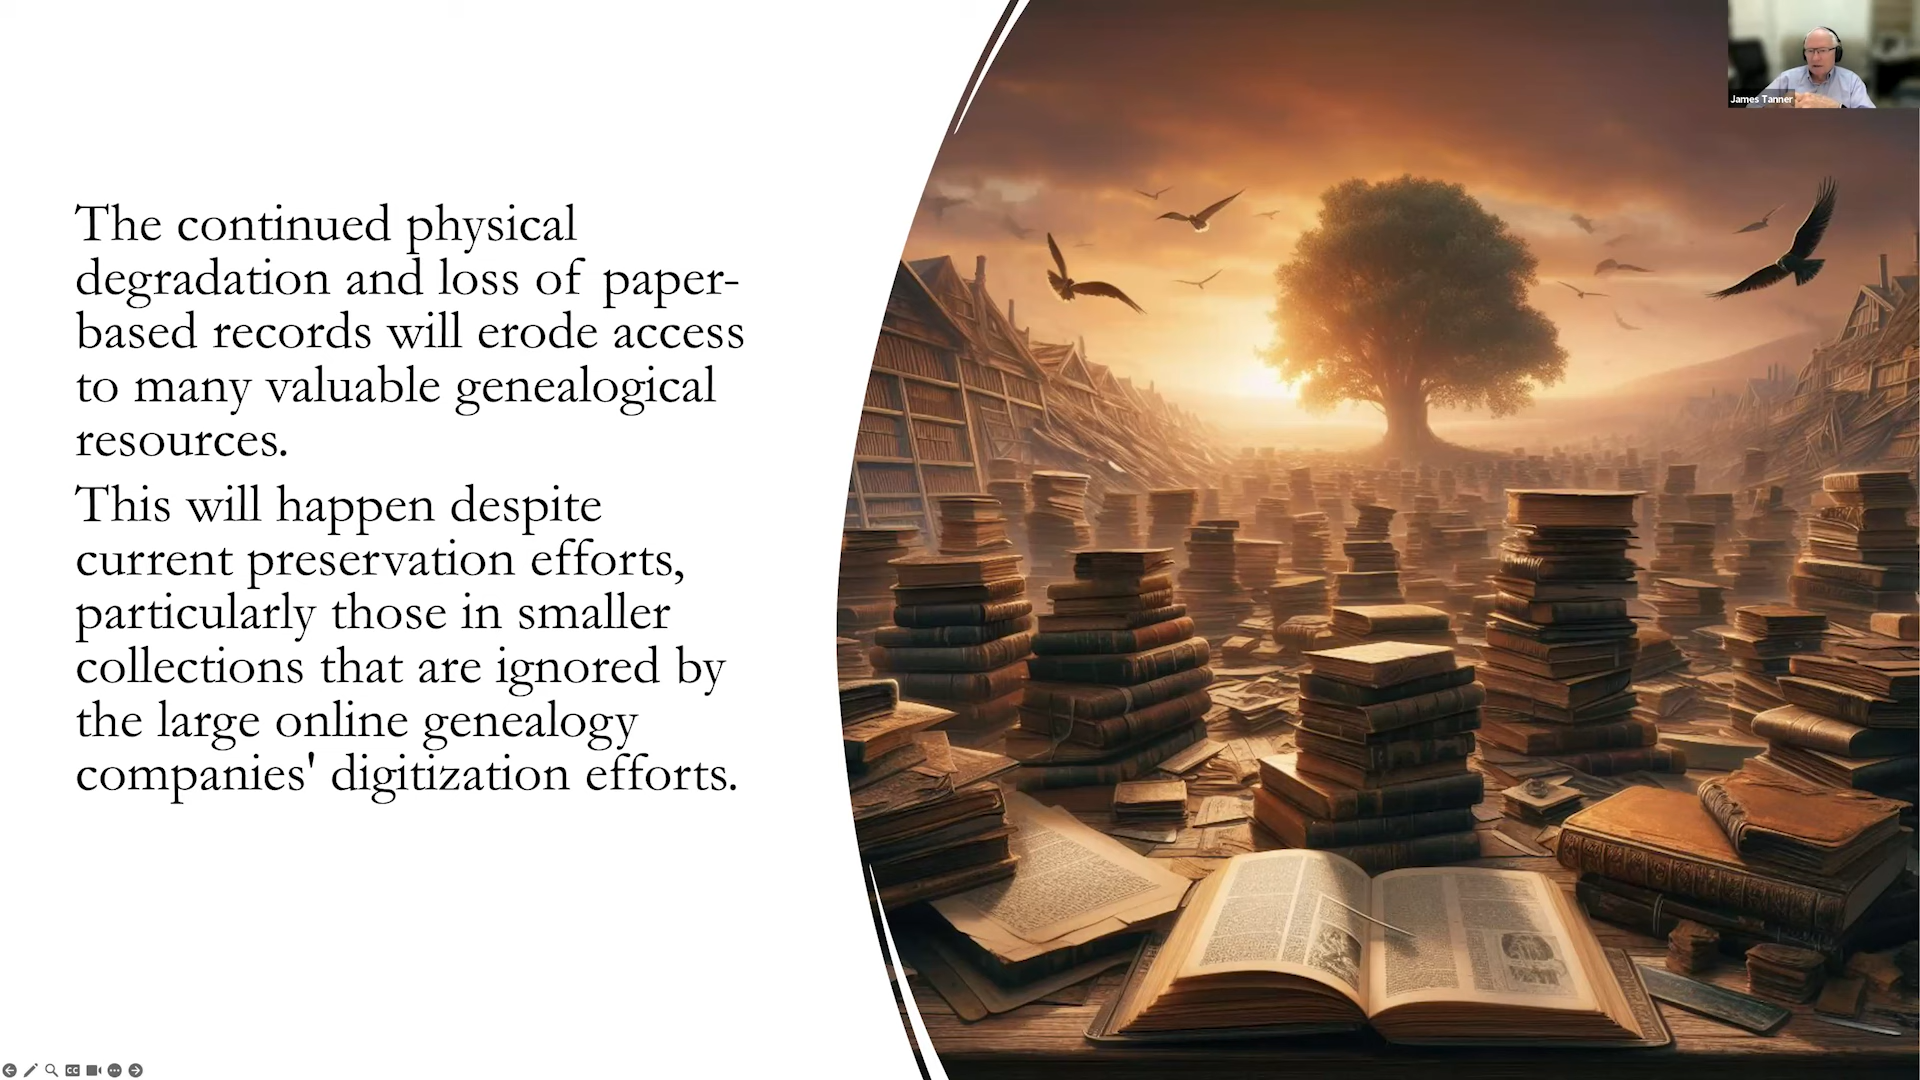 The continued physical
degradation and loss of paper-
based records will erode access
to many valuable genealogical
resources.
This will happen despite
current preservation efforts,
particularly those in smaller
collections that are ignored by
the large online genealogy
companies' digitization efforts.
James Tanner
CC